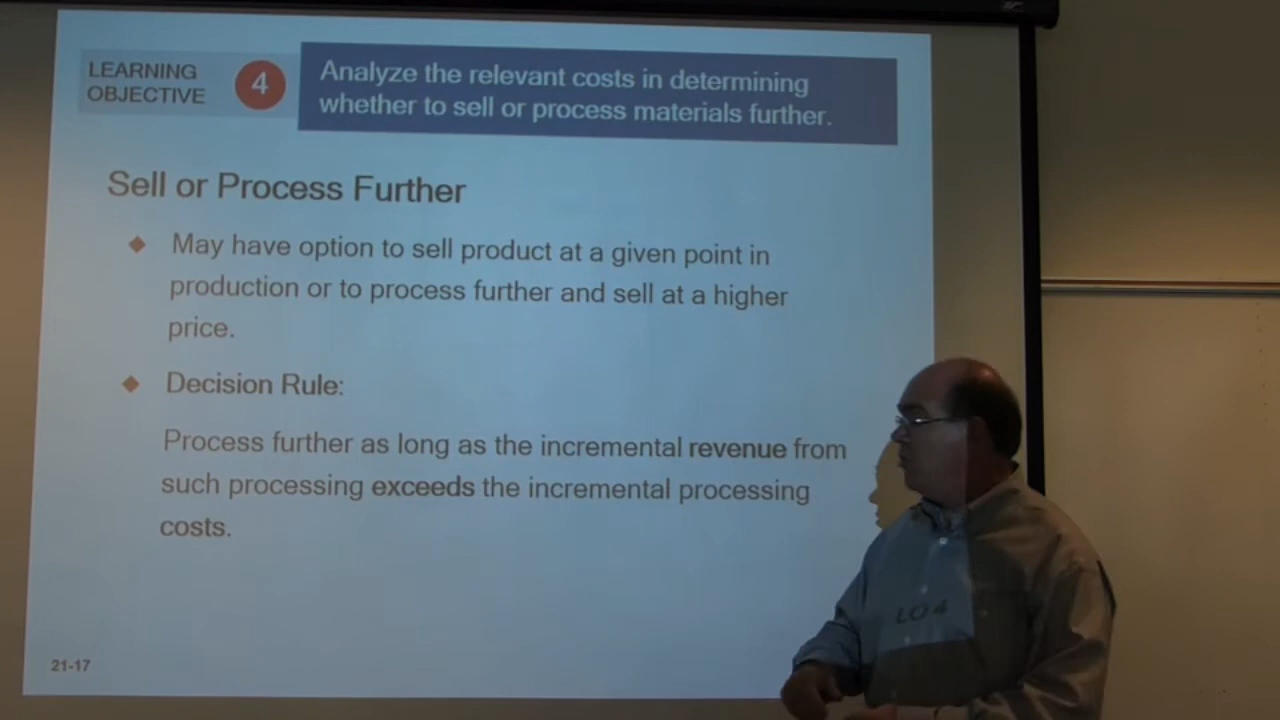 LEARNING
OBJECTIVE
4
Analyze the relevant costs in determining
whether to sell or process materials further.
Sell or Process Further
May have option to sell product at a given point in
production or to process further and sell at a higher
price.
Decision Rule:
Process further as long as the incremental revenue from
such processing exceeds the incremental processing
costs.
LO 4
21-17